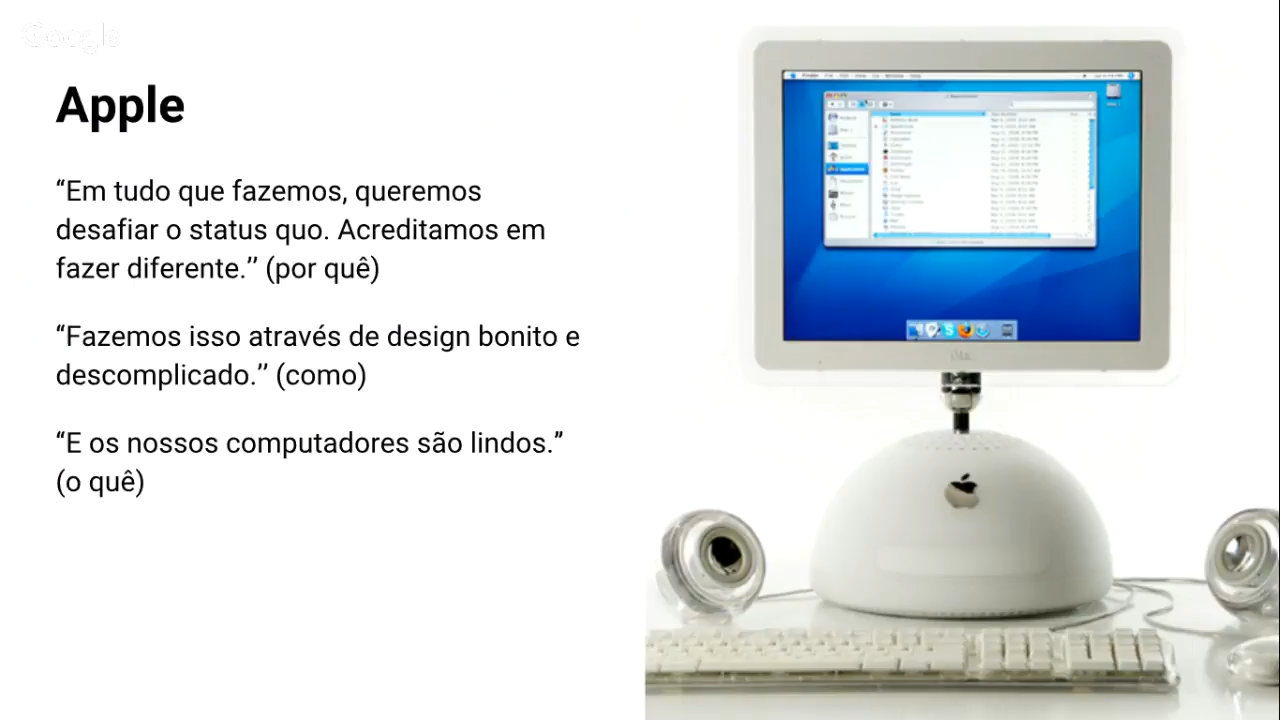 Google
Apple
“Em tudo que fazemos, queremos
desafiar o status quo. Acreditamos em
fazer diferente.’’ (por quê)
“Fazemos isso através de design bonito e
descomplicado.’’ (como)
“E os nossos computadores são lindos.”
(o quê)